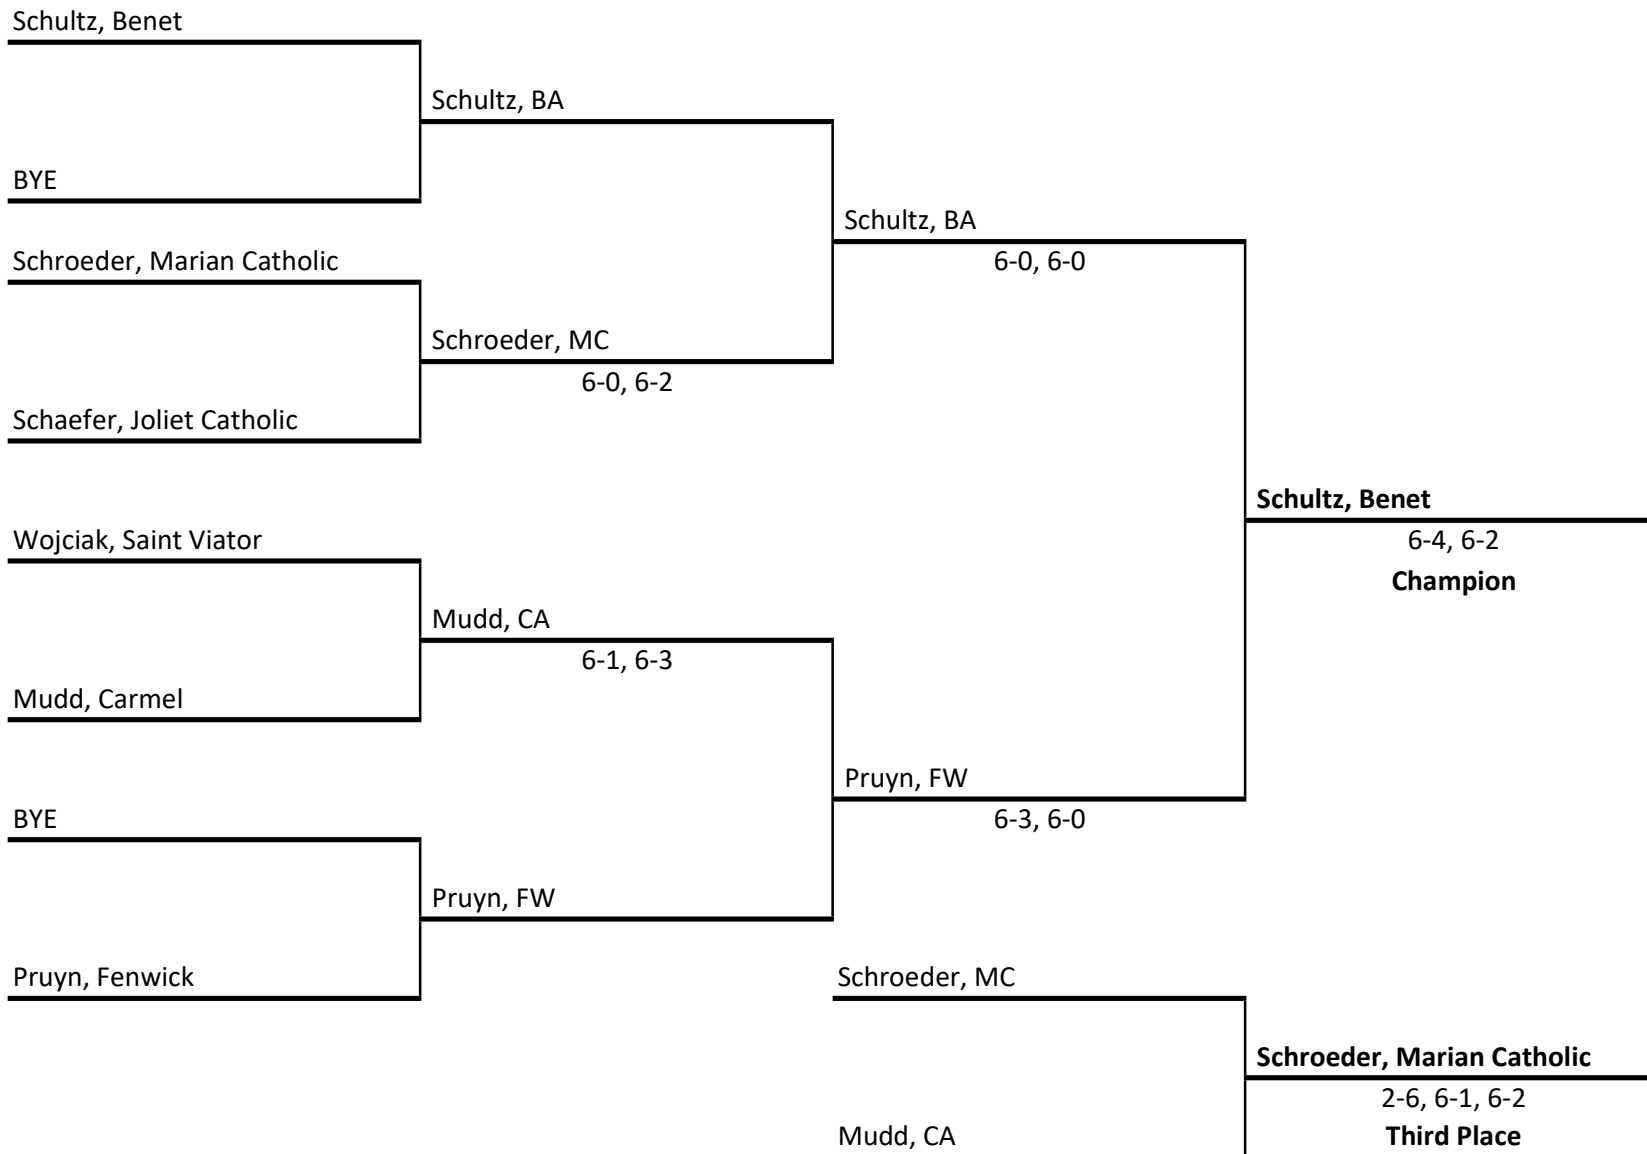 Schultz, Benet
Schultz, BA
BYE
Schultz, BA
6-0, 6-0
Schroeder, Marian Catholic
Schroeder, MC
6-0, 6-2
Schaefer, Joliet Catholic
Schultz, Benet
6-4, 6-2
Champion
Wojciak, Saint Viator
Mudd, CA
6-1, 6-3
Mudd, Carmel
Pruyn, FW
6-3, 6-0
BYE
Pruyn, FW
Pruyn, Fenwick
Schroeder, MC
Schroeder, Marian Catholic
2-6, 6-1, 6-2
Mudd, CA
Third Place